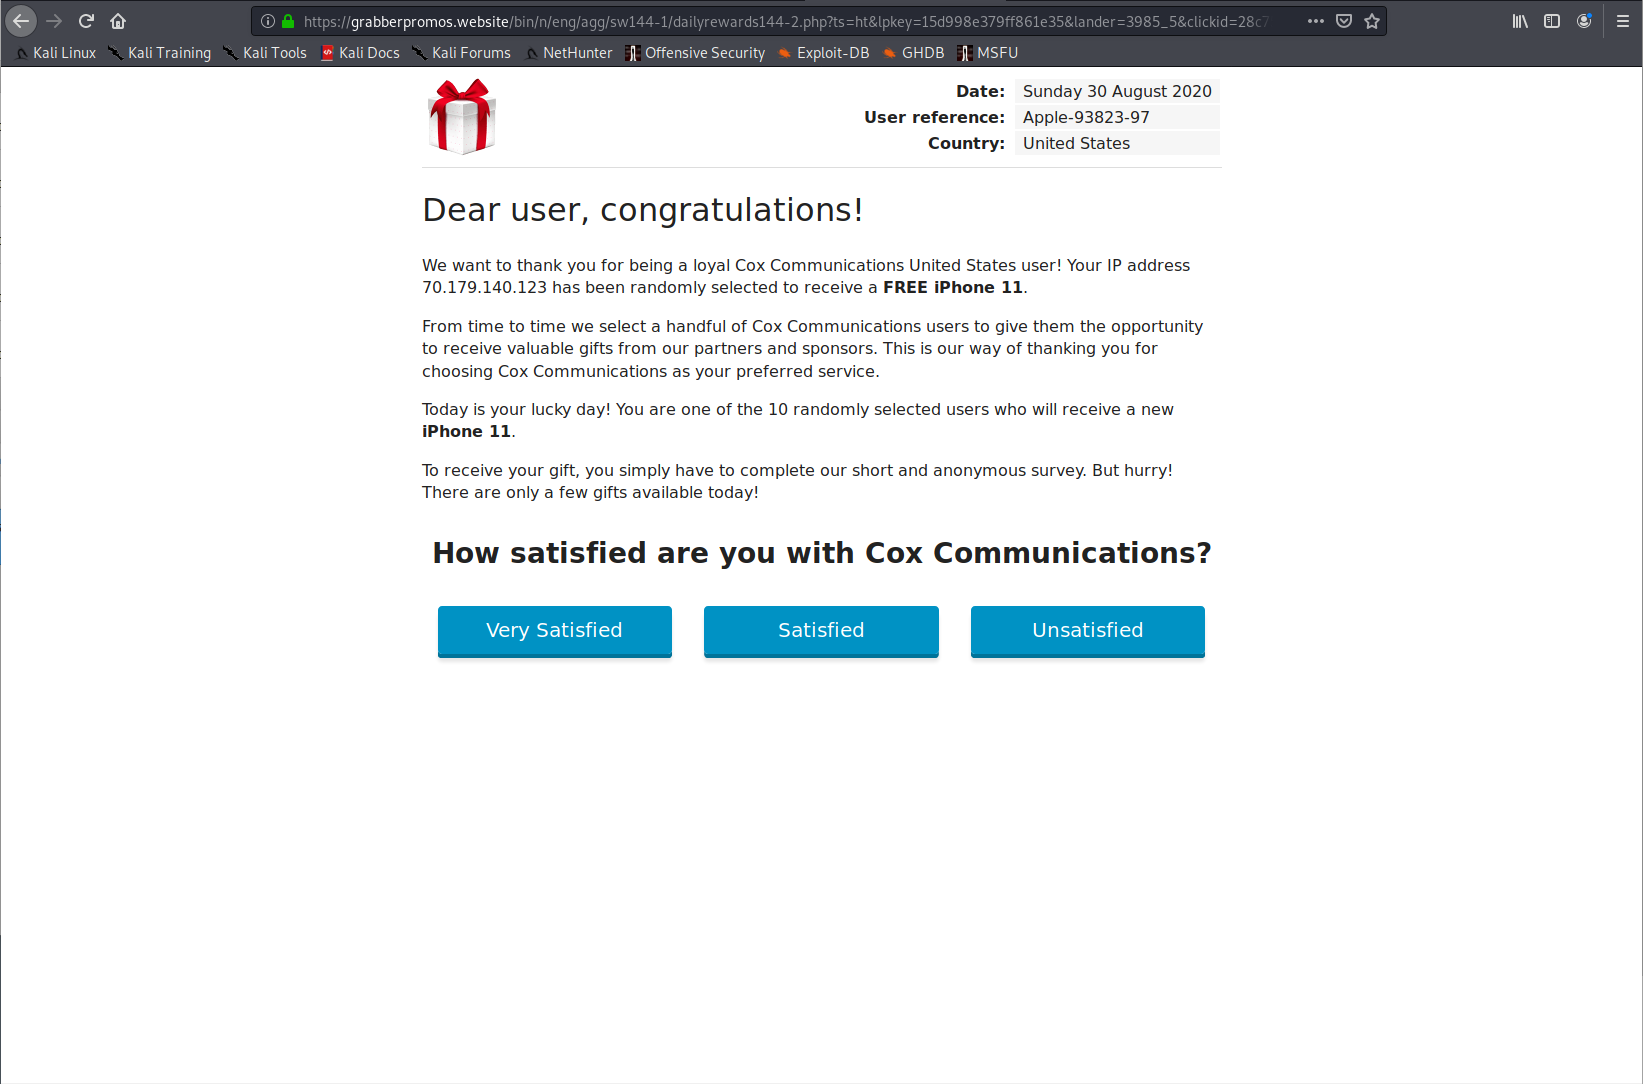 https://grabberpromos.website/bin/n/eng/agg/sw144-1/dailyrewards144-2.php?ts=ht&lpkey=15d998e379ff861e35&lander=3985_5&clickid=28c7
Kali Linux Kali Training Kali Tools Kali Docs Kali Forums NetHunter Offensive Security Exploit-DB GHDB MSFU
Date: Sunday 30 August 2020
User reference: Apple-93823-97
Country: United States
Dear user, congratulations!
We want to thank you for being a loyal Cox Communications United States user! Your IP address
70.179.140.123 has been randomly selected to receive a FREE iPhone 11.
From time to time we select a handful of Cox Communications users to give them the opportunity
to receive valuable gifts from our partners and sponsors. This is our way of thanking you for
choosing Cox Communications as your preferred service.
Today is your lucky day! You are one of the 10 randomly selected users who will receive a new
iPhone 11.
To receive your gift, you simply have to complete our short and anonymous survey. But hurry!
There are only a few gifts available today!
How satisfied are you with Cox Communications?
Very Satisfied Satisfied Unsatisfied